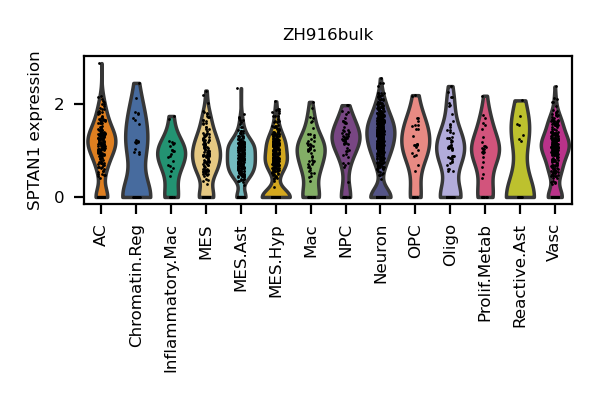 ZH916bulk
SPTAN1 expression
2
0
AC
Chromatin.Reg
Inflammatory.Mac
MES
MES.Ast
MES.Hyp
Mac
NPC
Neuron
OPC
Oligo
Prolif.Metab
Reactive.Ast
Vasc